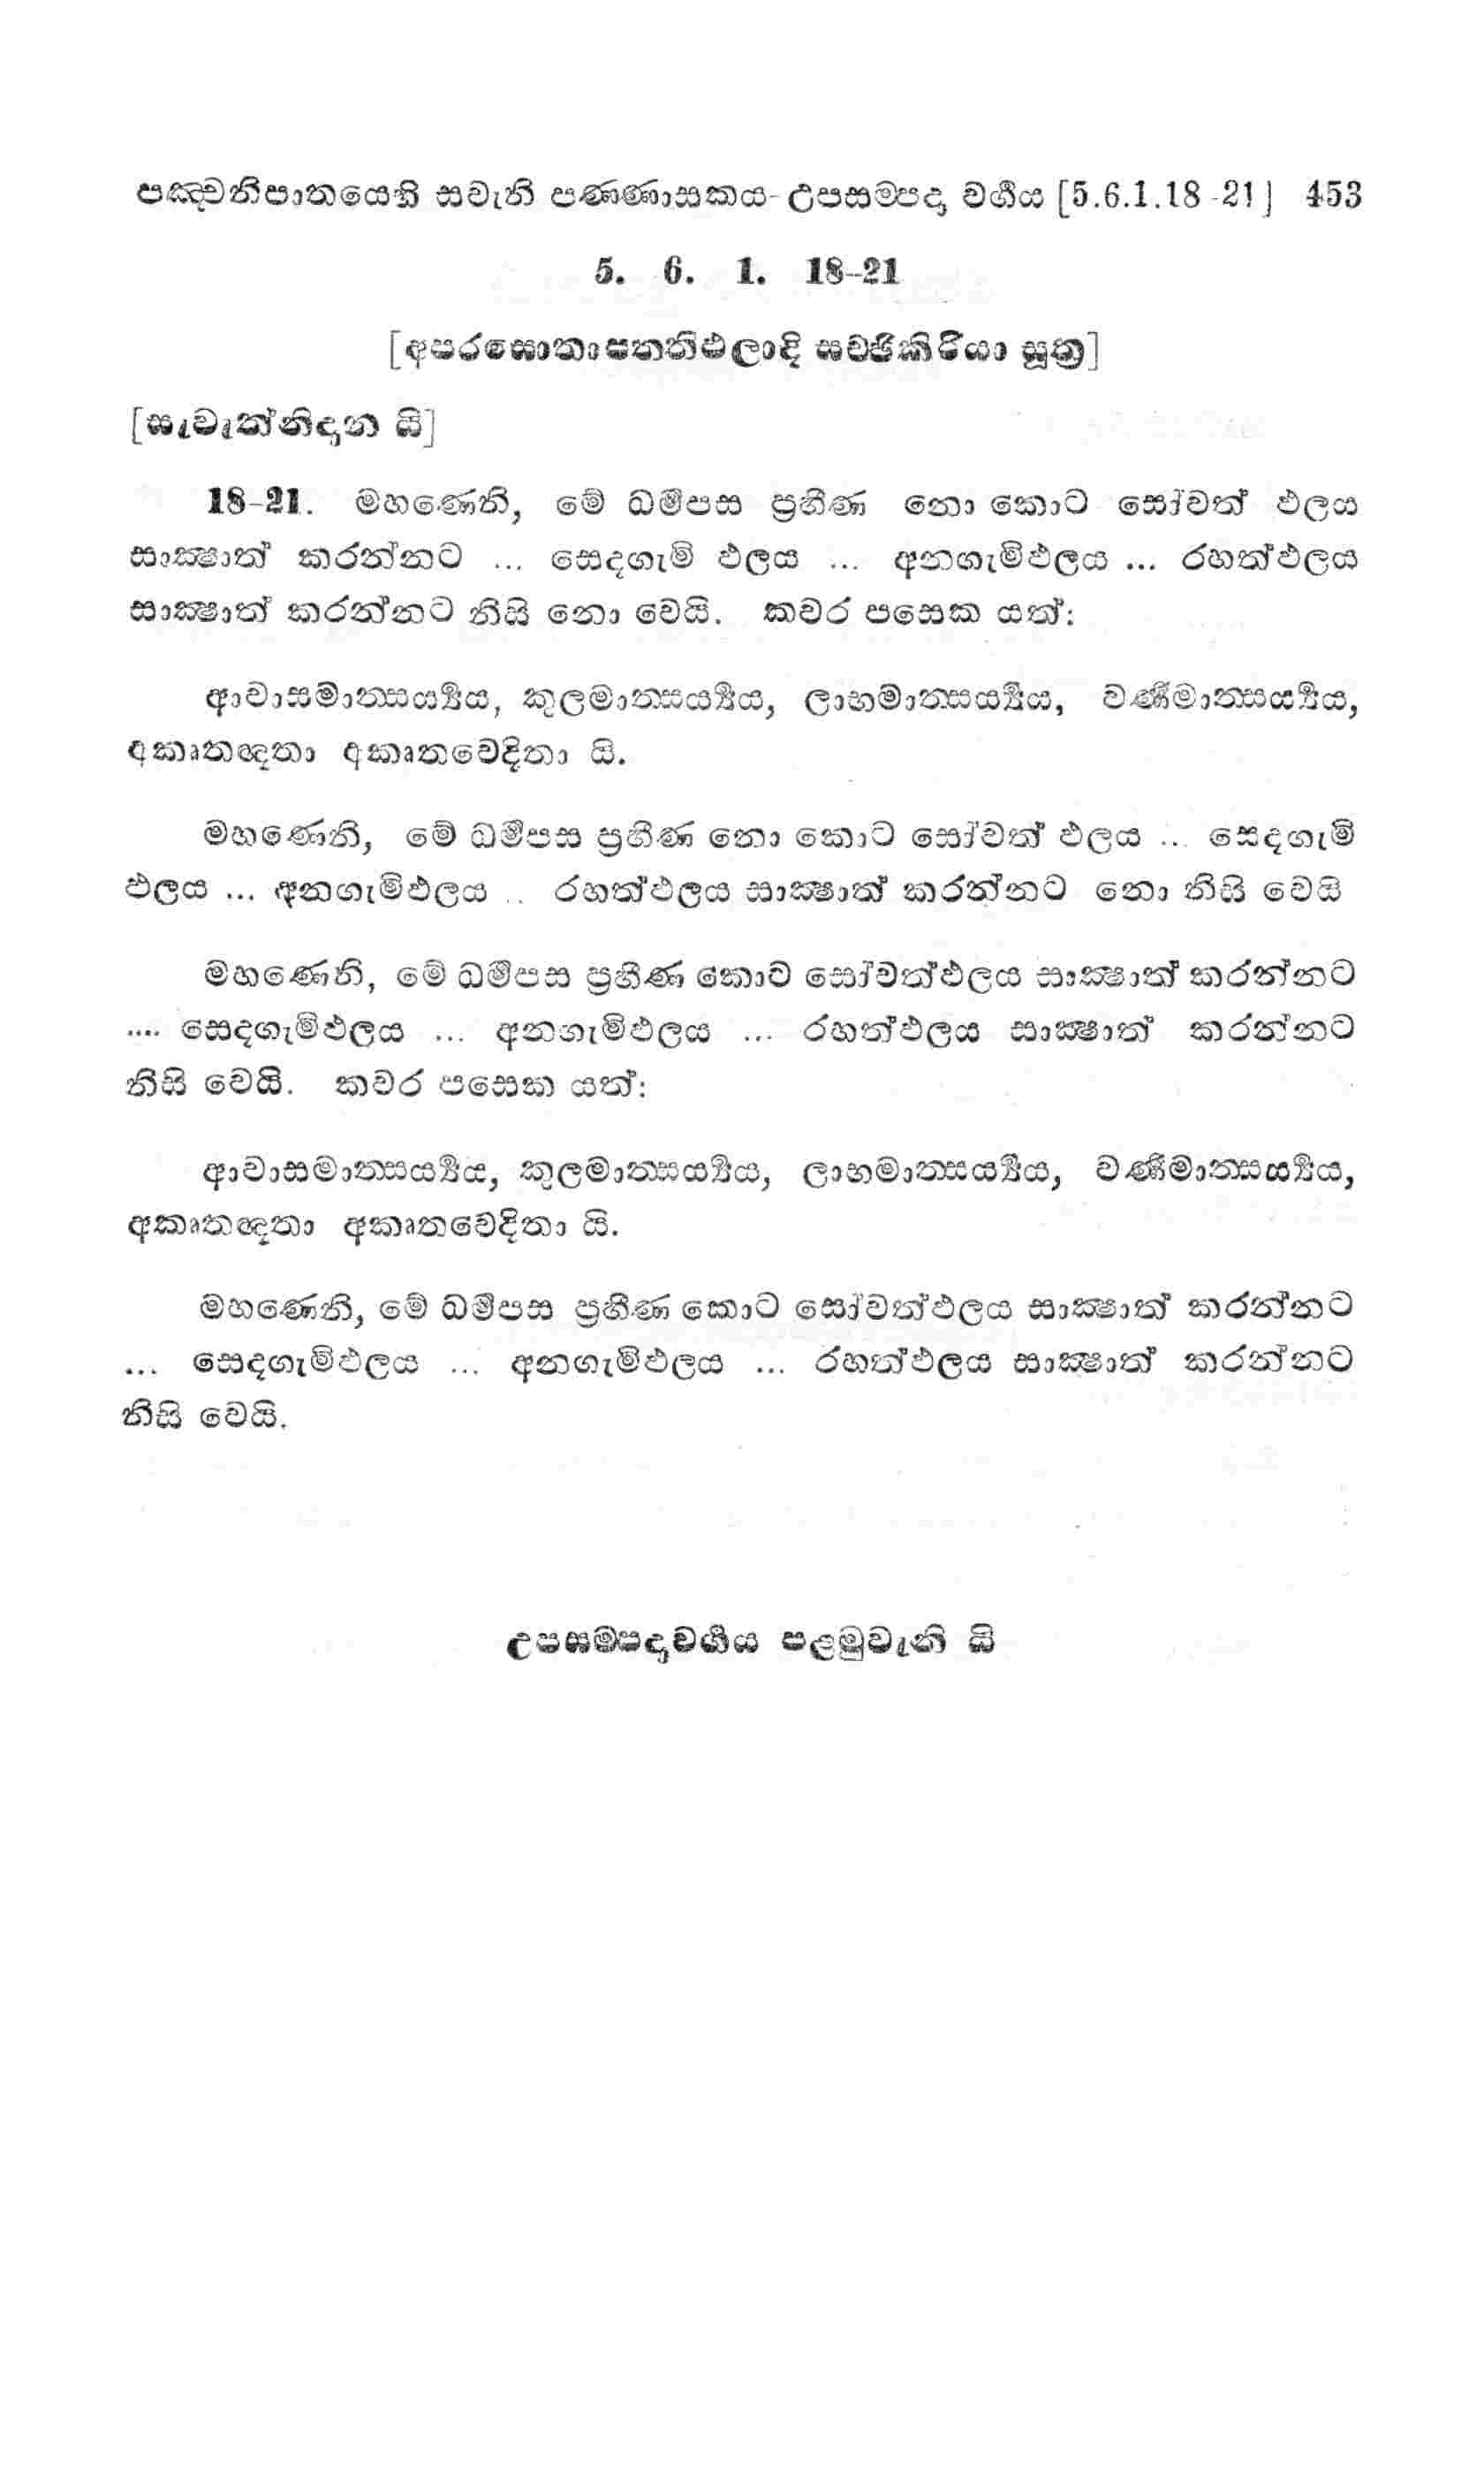 පඤ්චනිපාතයෙහි සවැනි පණ්ණාසකය-උපසම්පදා වර්‍ගය [5.6.1.18-21] 453
5. 6. 1. 18-21
[අපරසොතාපත්තිඵලාදි සච්ඡිකිරියා සූත්‍ර]
[සැවැත්නිදාන යි]
18-21. මහණෙනි, මේ ධර්‍මපස ප්‍රහීණ නො කොට සෝවත් ඵලය
සාක්‍ෂාත් කරන්නට ... සෙදගැමි ඵලය ... අනගැමිඵලය ... රහත්ඵලය
සාක්‍ෂාත් කරන්නට නිසි නො වෙයි. කවර පසෙක යත්:
ආවාසමාත්සර්‍ය්‍යය, කුලමාත්සර්‍ය්‍යය, ලාභමාත්සර්‍ය්‍යය, වර්‍ණමාත්සර්‍ය්‍යය,
අකෘතඥතා අකෘතවේදිතා යි.
මහණෙනි, මේ ධර්‍මපස ප්‍රහීණ නො කොට සෝවත් ඵලය ... සෙදගැමි
ඵලය ... අනගැමිඵලය .. රහත්ඵලය සාක්‍ෂාත් කරන්නට නො නිසි වෙයි
මහණෙනි, මේ ධර්‍මපස ප්‍රහීණ කොට සෝවත්ඵලය සාක්‍ෂාත් කරන්නට
.... සෙදගැමිඵලය ... අනගැමිඵලය ... රහත්ඵලය සාක්‍ෂාත් කරන්නට
නිසි වෙයි. කවර පසෙක යත්:
ආවාසමාත්සර්‍ය්‍යය, කුලමාත්සර්‍ය්‍යය, ලාභමාත්සර්‍ය්‍යය, වර්‍ණමාත්සර්‍ය්‍යය,
අකෘතඥතා අකෘතවේදිතා යි.
මහණෙනි, මේ ධර්‍මපස ප්‍රහීණ කොට සෝවත්ඵලය සාක්‍ෂාත් කරන්නට
... සෙදගැමිඵලය ... අනගැමිඵලය ... රහත්ඵලය සාක්‍ෂාත් කරන්නට
නිසි වෙයි.
උපසම්පදාවර්‍ගය පළමුවැනි යි